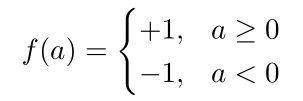 f(a) = { +1, a ≥ 0
−1, a < 0